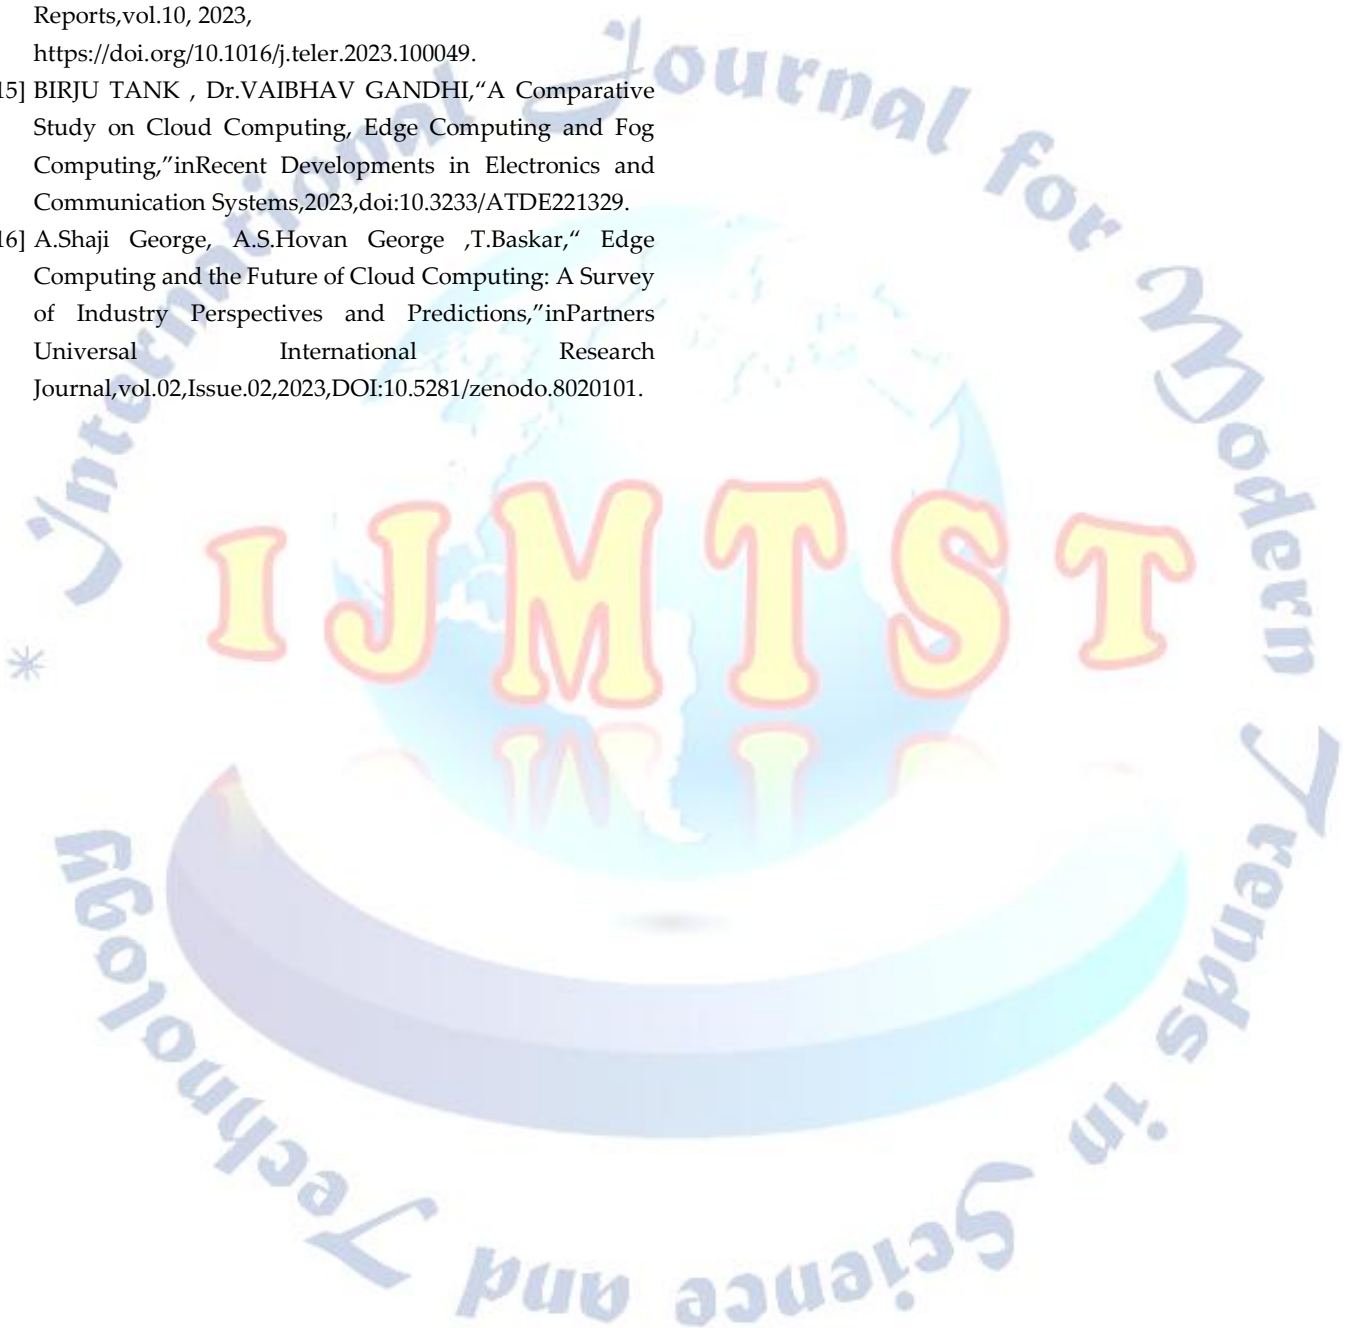 Reports,vol.10, 2023,
https://doi.org/10.1016/j.teler.2023.100049.
15] BIRJU TANK , Dr.VAIBHAV GANDHI,“A Comparative
Study on Cloud Computing, Edge Computing and Fog
Computing,”inRecent Developments in Electronics and
Communication Systems,2023,doi:10.3233/ATDE221329.
16] A.Shaji George, A.S.Hovan George ,T.Baskar,“ Edge
Computing and the Future of Cloud Computing: A Survey
of Industry Perspectives and Predictions,”inPartners
Universal International Research
Journal,vol.02,Issue.02,2023,DOI:10.5281/zenodo.8020101.
International Journal for Modern Trends in Science and Technology *
IJMTST